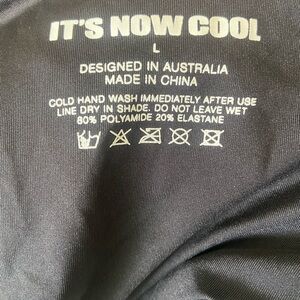 IT'S NOW COOL
L
DESIGNED IN AUSTRALIA
MADE IN CHINA
COLD HAND WASH IMMEDIATELY AFTER USE
LINE DRY IN SHADE. DO NOT LEAVE WET
80% POLYAMIDE 20% ELASTANE